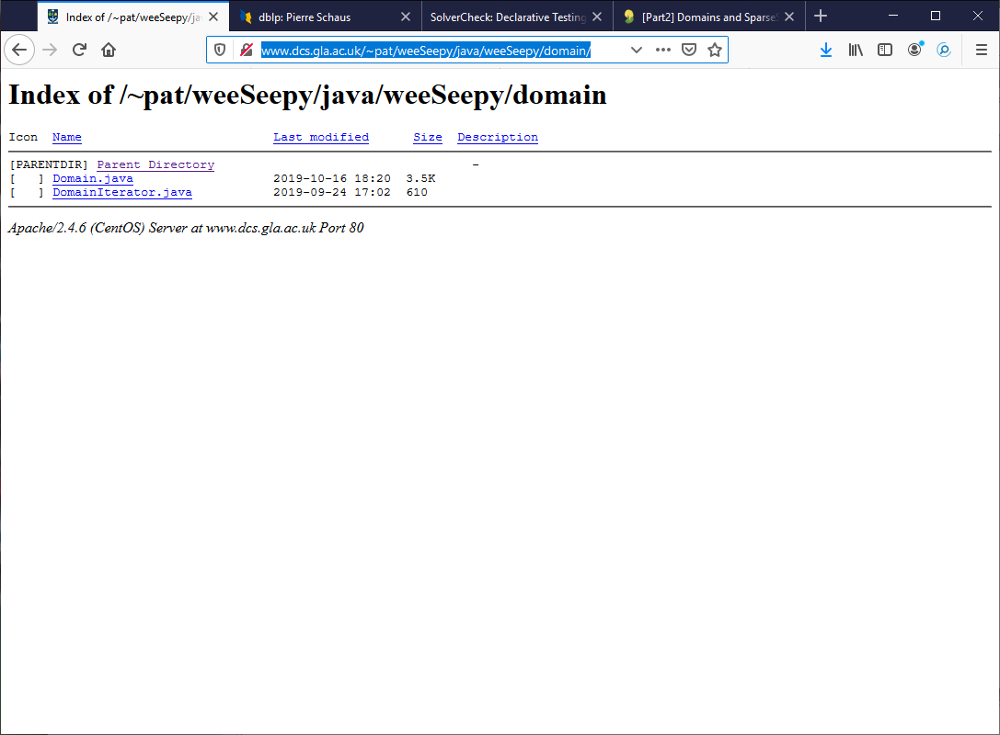 Index of /~pat/weeSeepy/ja
dblp: Pierre Schaus
SolverCheck: Declarative Testing
[Part2] Domains and Sparse
www.dcs.gla.ac.uk/~pat/weeSeepy/java/weeSeepy/domain/
Index of /~pat/weeSeepy/java/weeSeepy/domain
Icon Name Last modified Size Description
[PARENTDIR] Parent Directory -
[ ] Domain.java 2019-10-16 18:20 3.5K
[ ] DomainIterator.java 2019-09-24 17:02 610
Apache/2.4.6 (CentOS) Server at www.dcs.gla.ac.uk Port 80